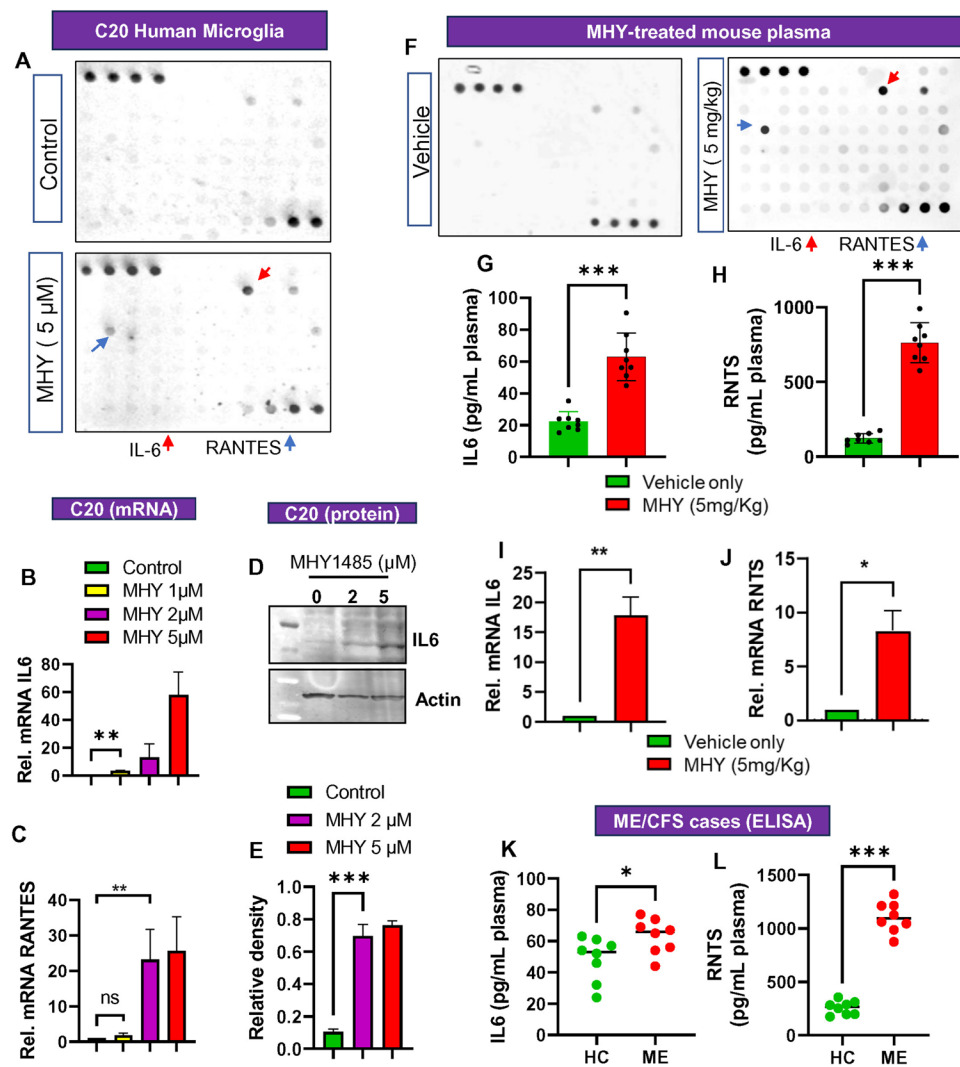 C20 Human Microglia
MHY-treated mouse plasma
A
Control
MHY ( 5 µM)
IL-6
RANTES
F
Vehicle
MHY ( 5 mg/kg)
IL-6
RANTES
G
***
IL6 (pg/mL plasma)
100
80
60
40
20
0
H
***
RNTS
(pg/mL plasma)
1000
500
0
Vehicle only
MHY (5mg/Kg)
C20 (mRNA)
C20 (protein)
B
Control
MHY 1µM
MHY 2µM
MHY 5µM
Rel. mRNA IL6
80
60
40
20
0
**
D
MHY1485 (µM)
0 2 5
IL6
Actin
I
**
Rel. mRNA IL6
25
20
15
10
5
0
J
*
Rel. mRNA RNTS
15
10
5
0
Vehicle only
MHY (5mg/Kg)
C
Rel. mRNA RANTES
40
30
20
10
0
**
ns
Control
MHY 2 µM
MHY 5 µM
E
***
Relative density
1.0
0.8
0.6
0.4
0.2
0.0
ME/CFS cases (ELISA)
K
*
IL6 (pg/mL plasma)
100
80
60
40
20
0
HC ME
L
***
RNTS
(pg/mL plasma)
1500
1000
500
0
HC ME